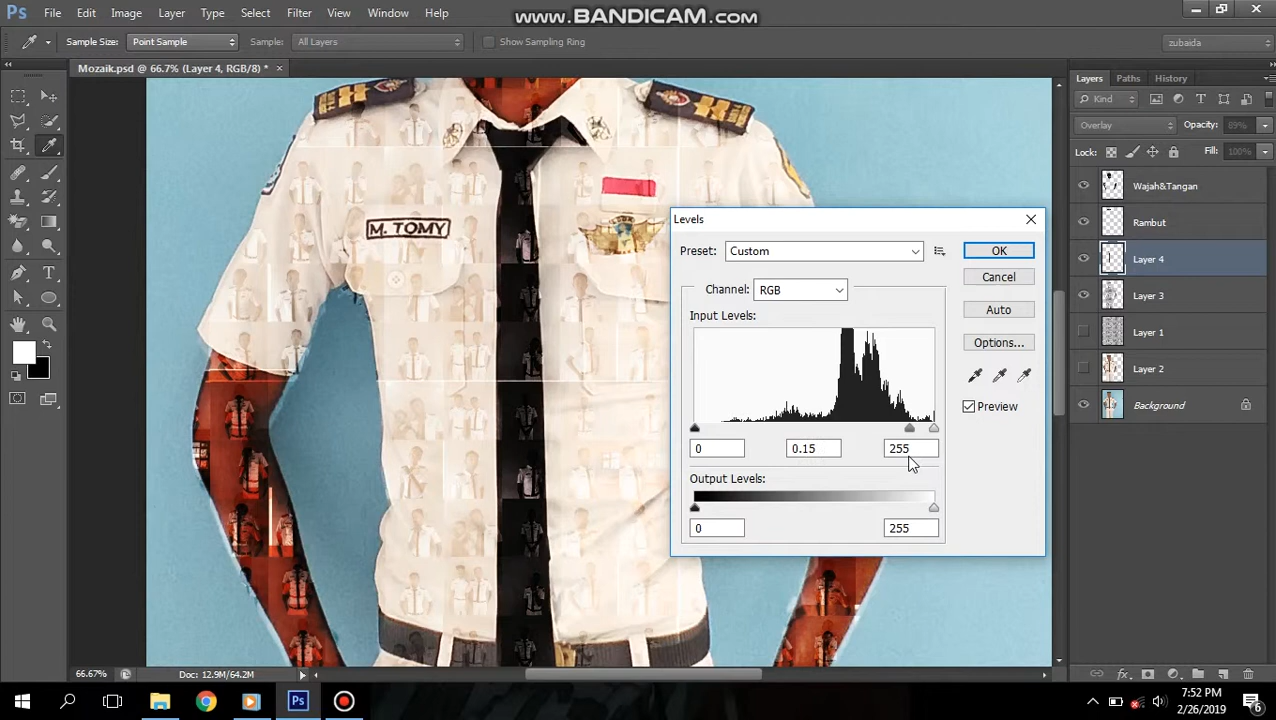 Ps File Edit Image Layer Type Select Filter View Window Help
www.BANDICAM.com
Sample Size: Point Sample Sample: All Layers Show Sampling Ring zubaida
Mozaik.psd @ 66.7% (Layer 4, RGB/8) * ×
Layers Paths History
Kind
Overlay Opacity: 89%
Lock: Fill: 100%
Wajah&Tangan
Rambut
Layer 4
Layer 3
Layer 1
Layer 2
Background
M. TOMY
Levels
Preset: Custom OK
Cancel
Channel: RGB
Auto
Input Levels:
Options...
Preview
0 0.15 255
Output Levels:
0 255
66.67% Doc: 12.9M/64.2M
Ps
7:52 PM
2/26/2019
6